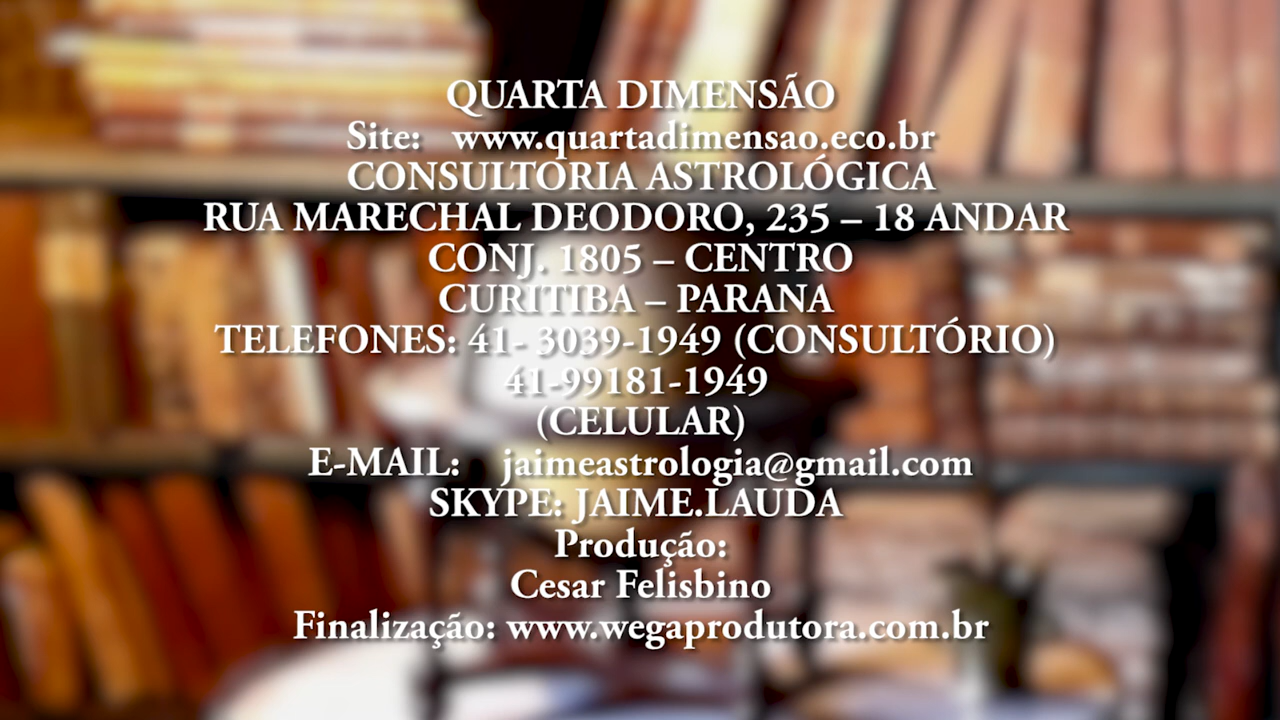 QUARTA DIMENSÃO
Site: www.quartadimensao.eco.br
CONSULTORIA ASTROLÓGICA
RUA MARECHAL DEODORO, 235 – 18 ANDAR
CONJ. 1805 – CENTRO
CURITIBA – PARANA
TELEFONES: 41- 3039-1949 (CONSULTÓRIO)
41-99181-1949
(CELULAR)
E-MAIL: jaimeastrologia@gmail.com
SKYPE: JAIME.LAUDA
Produção:
Cesar Felisbino
Finalização: www.wegaprodutora.com.br